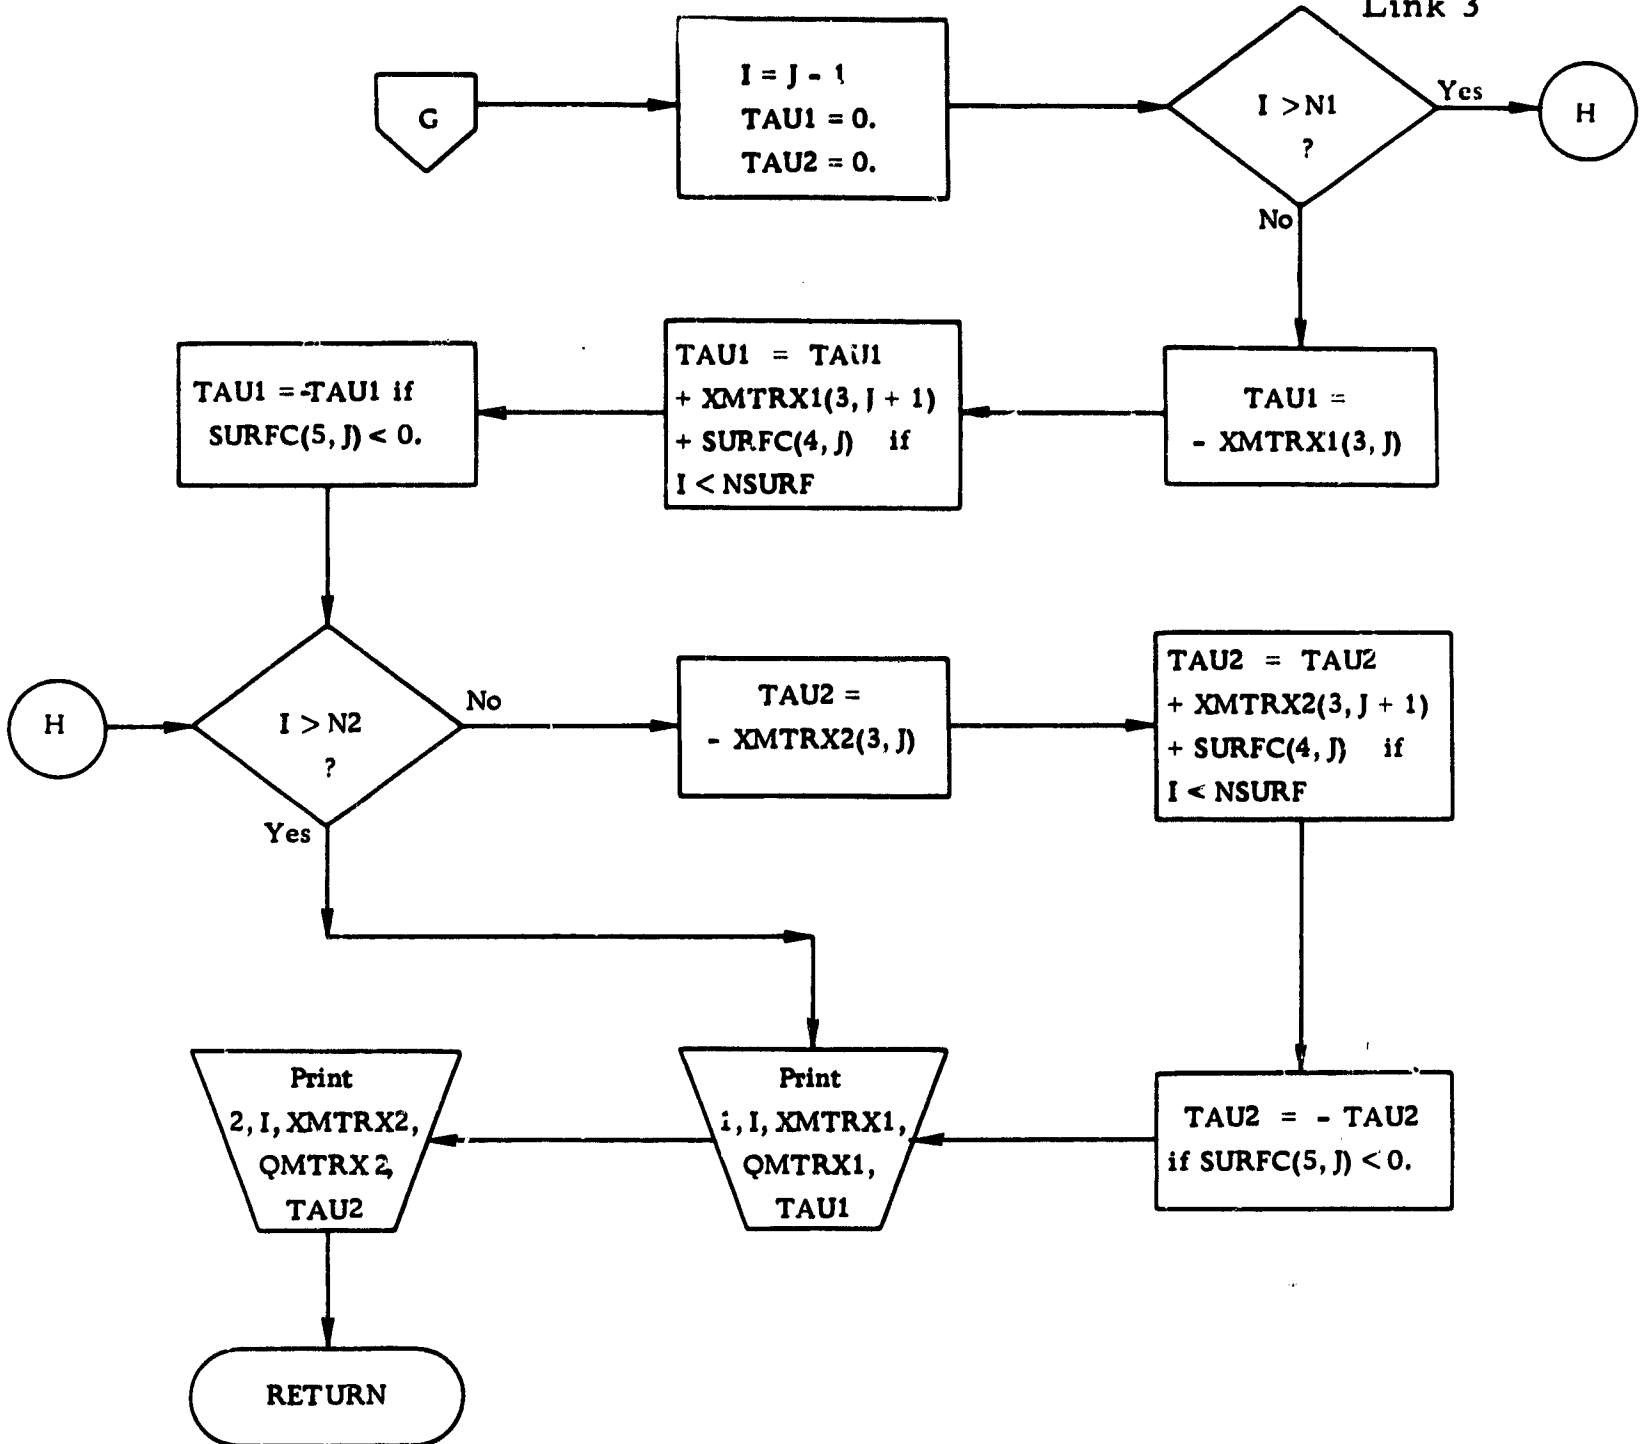 Link 3
G
I = J - 1
TAU1 = 0.
TAU2 = 0.
I > N1
?
Yes
H
No
TAU1 =
- XMTRX1(3, J)
TAU1 = TAU1
+ XMTRX1(3, J + 1)
+ SURFC(4, J) if
I < NSURF
TAU1 = -TAU1 if
SURFC(5, J) < 0.
H
I > N2
?
No
Yes
TAU2 =
- XMTRX2(3, J)
TAU2 = TAU2
+ XMTRX2(3, J + 1)
+ SURFC(4, J) if
I < NSURF
TAU2 = - TAU2
if SURFC(5, J) < 0.
Print
1, I, XMTRX1,
QMTRX1,
TAU1
Print
2, I, XMTRX2,
QMTRX2,
TAU2
RETURN